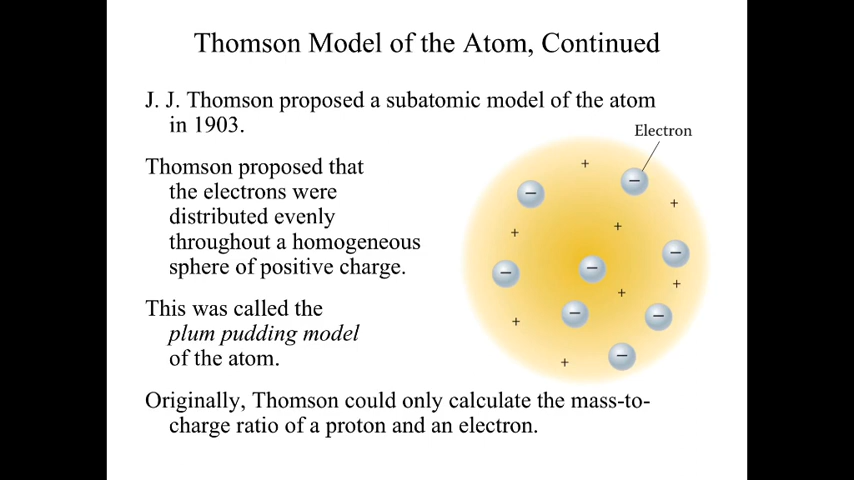 Thomson Model of the Atom, Continued
J. J. Thomson proposed a subatomic model of the atom
in 1903.
Electron
Thomson proposed that
the electrons were
distributed evenly
throughout a homogeneous
sphere of positive charge.
This was called the
plum pudding model
of the atom.
Originally, Thomson could only calculate the mass-to-
charge ratio of a proton and an electron.